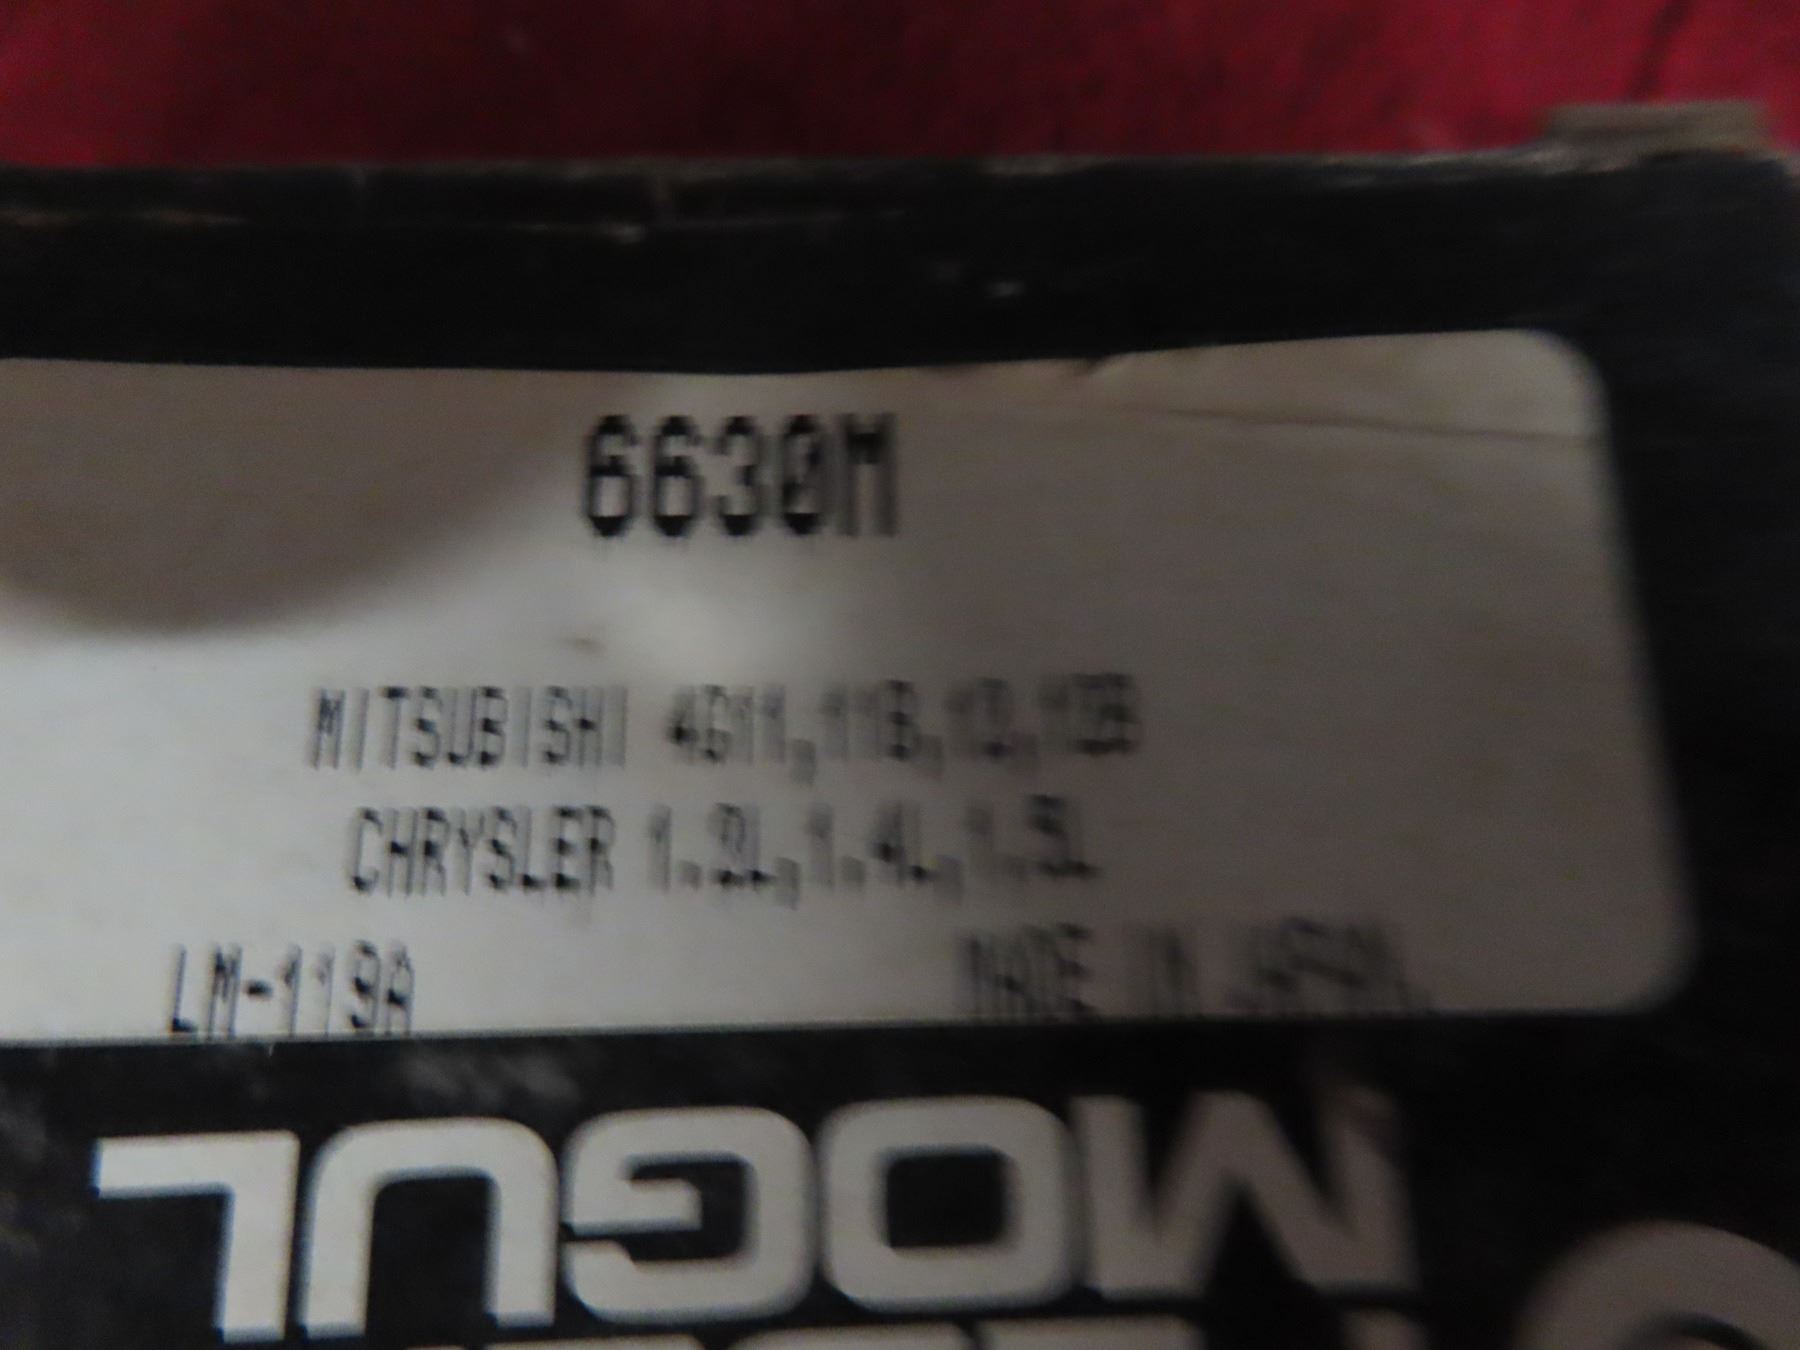 6630M
MITSUBISHI 4G11,11B,12,12B
CHRYSLER 1.2L,1.4L,1.5L
LM-119A MADE IN JAPAN.
MOGUL